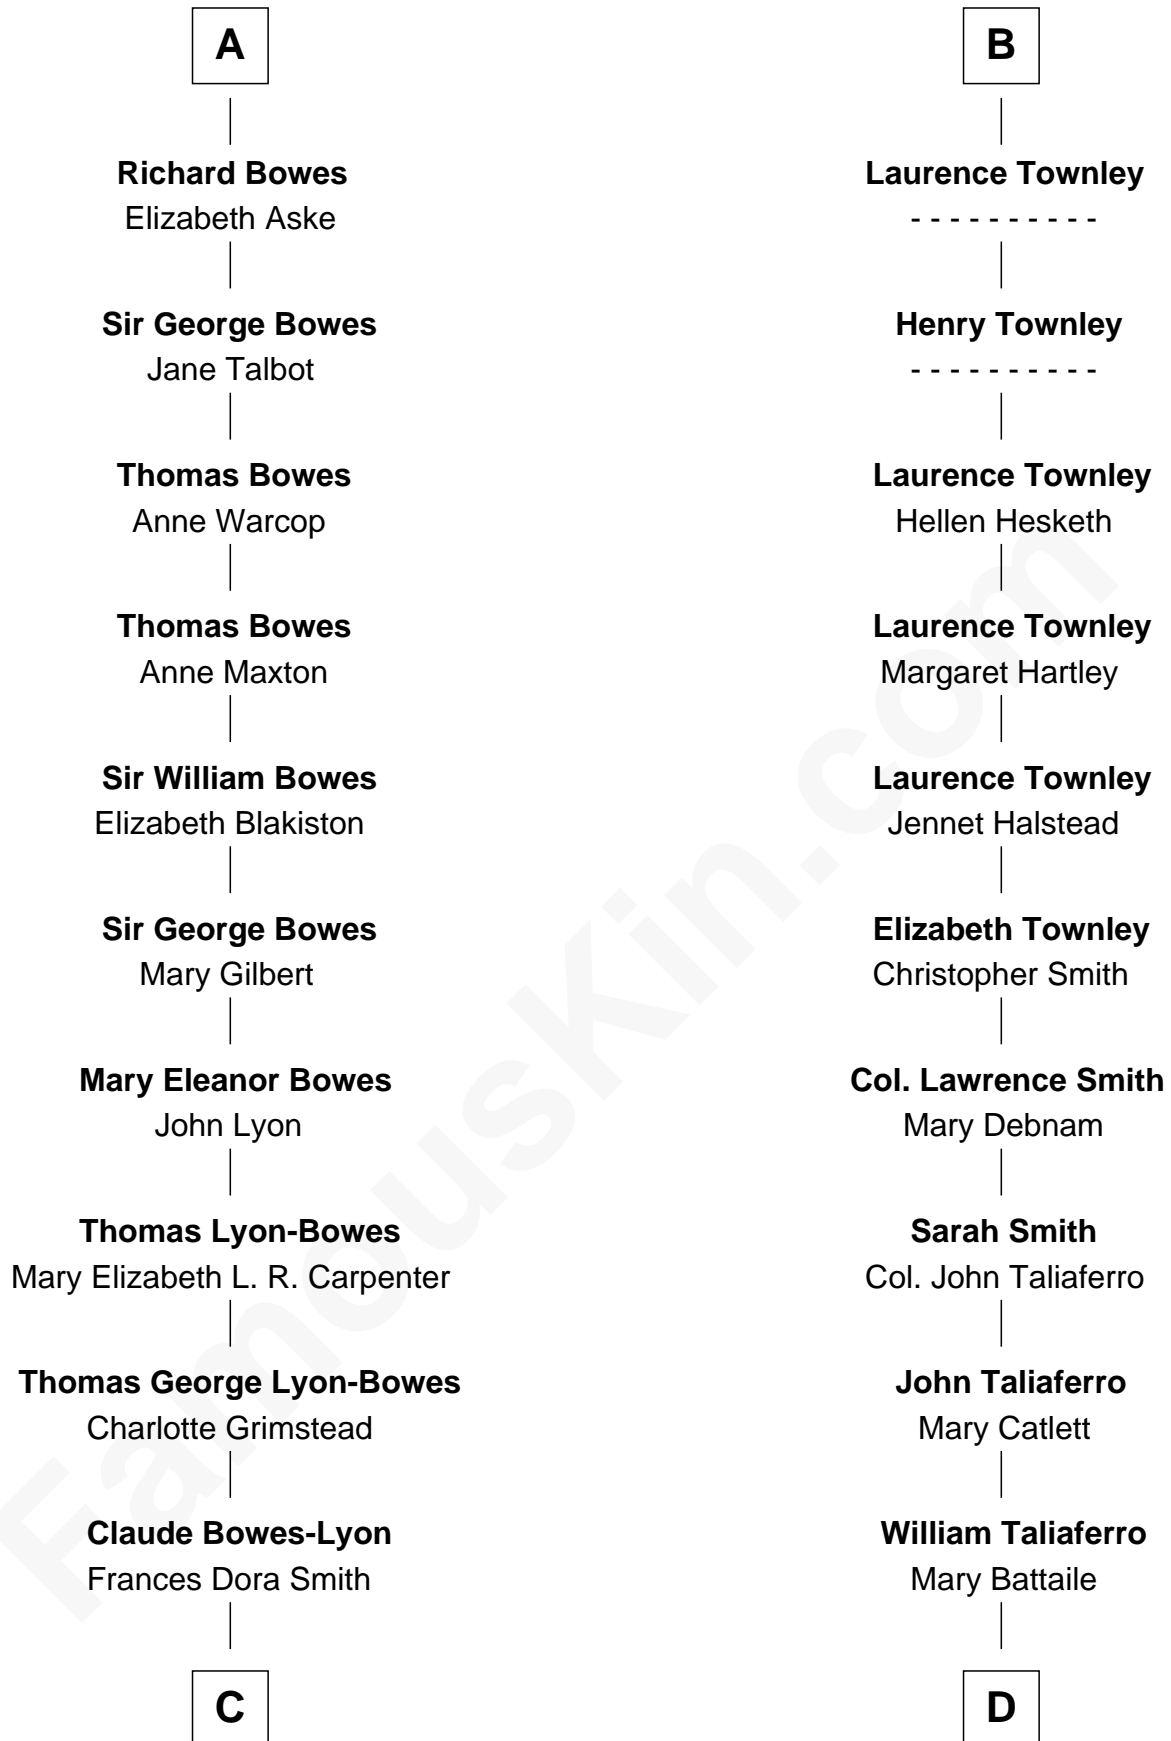 A
Richard Bowes
Elizabeth Aske
Sir George Bowes
Jane Talbot
Thomas Bowes
Anne Warcop
Thomas Bowes
Anne Maxton
Sir William Bowes
Elizabeth Blakiston
Sir George Bowes
Mary Gilbert
Mary Eleanor Bowes
John Lyon
Thomas Lyon-Bowes
Mary Elizabeth L. R. Carpenter
Thomas George Lyon-Bowes
Charlotte Grimstead
Claude Bowes-Lyon
Frances Dora Smith
C
B
Laurence Townley
- - - - - - - - - -
Henry Townley
- - - - - - - - - -
Laurence Townley
Hellen Hesketh
Laurence Townley
Margaret Hartley
Laurence Townley
Jennet Halstead
Elizabeth Townley
Christopher Smith
Col. Lawrence Smith
Mary Debnam
Sarah Smith
Col. John Taliaferro
John Taliaferro
Mary Catlett
William Taliaferro
Mary Battaile
D
FamousKin.com